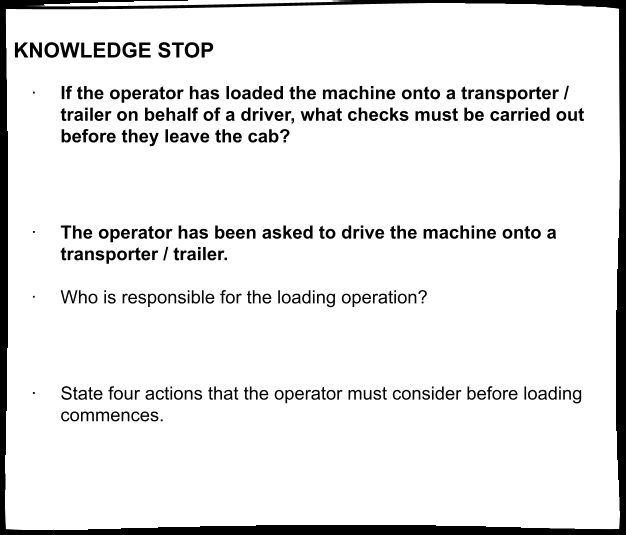 KNOWLEDGE STOP
· If the operator has loaded the machine onto a transporter /
trailer on behalf of a driver, what checks must be carried out
before they leave the cab?
· The operator has been asked to drive the machine onto a
transporter / trailer.
· Who is responsible for the loading operation?
· State four actions that the operator must consider before loading
commences.